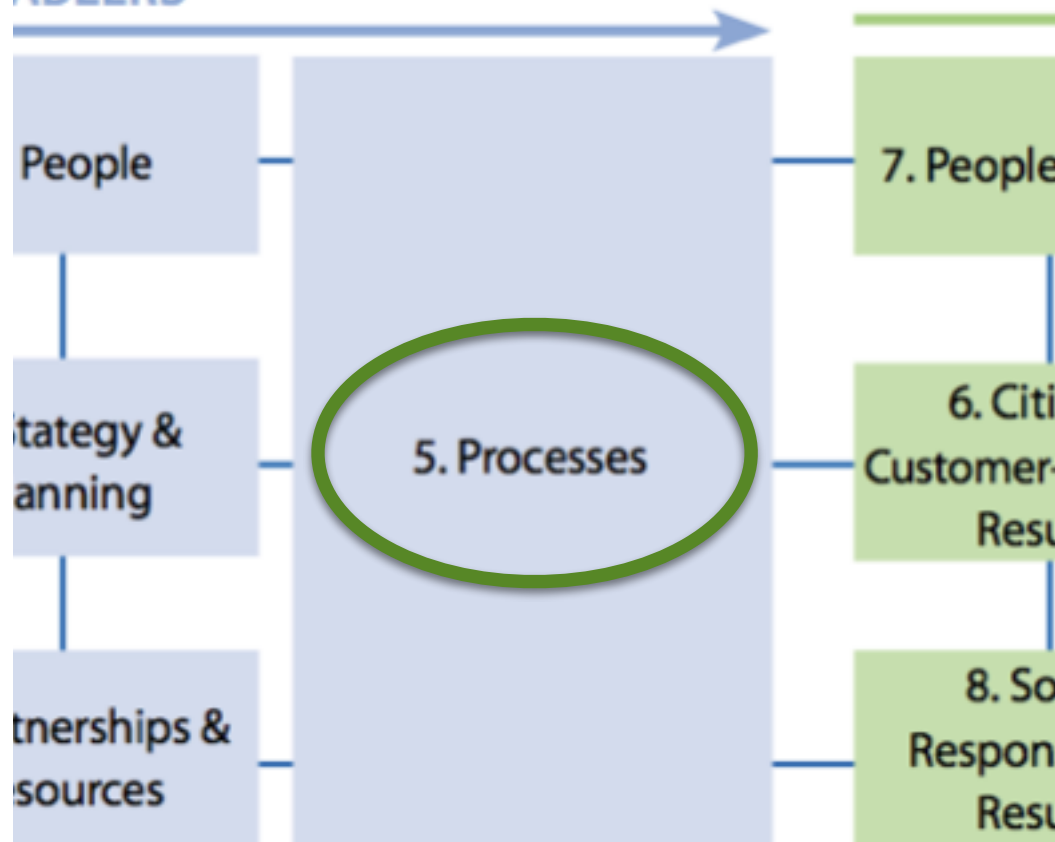 People
tategy &
anning
tnerships &
sources
5. Processes
7. People
6. Citi
Customer-
Resu
8. So
Respon
Resu